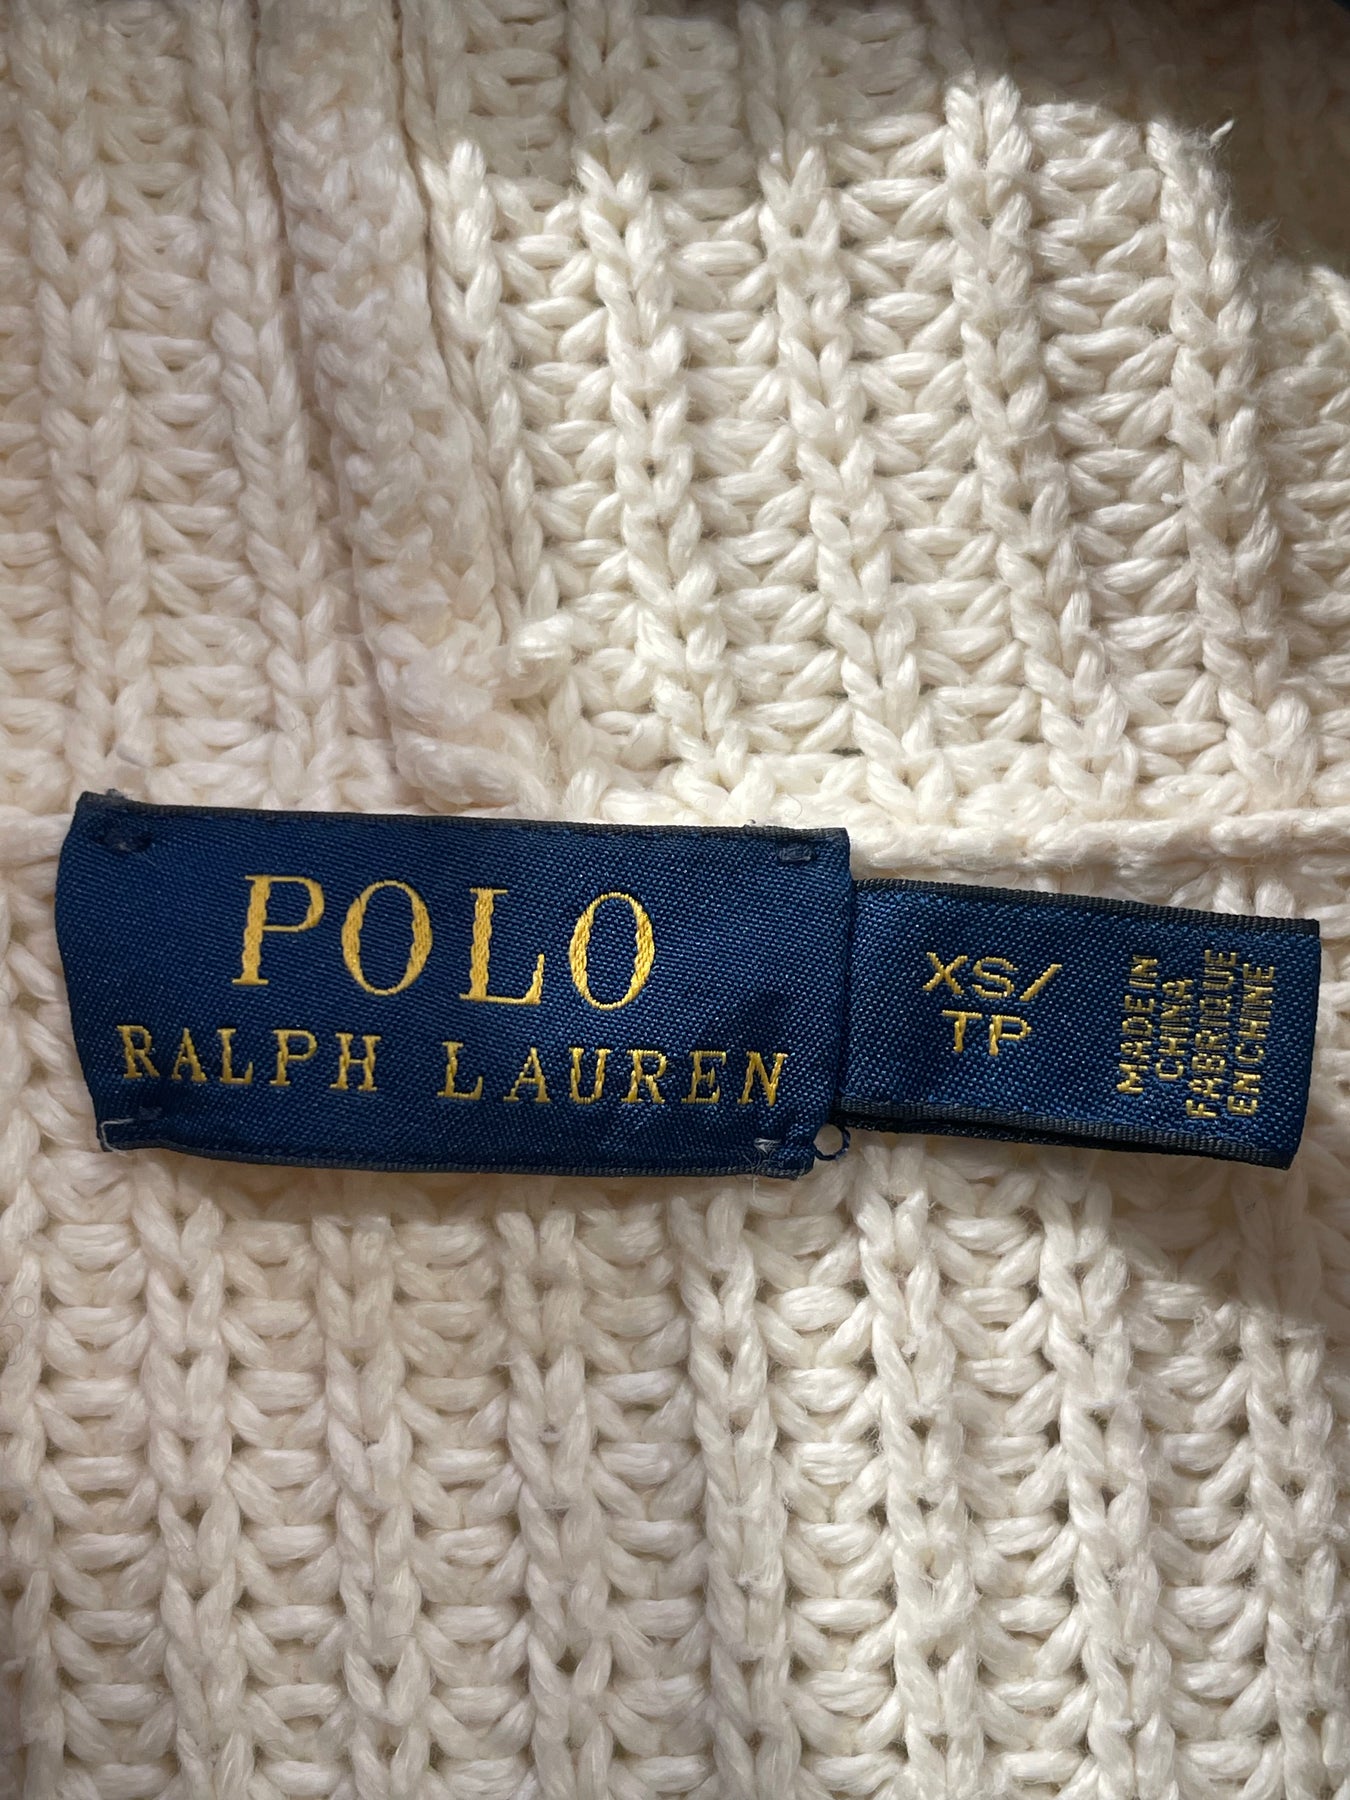 POLO
RALPH LAUREN
XS/
TP
MADE IN
CHINA
FABRIQUE
EN CHINE